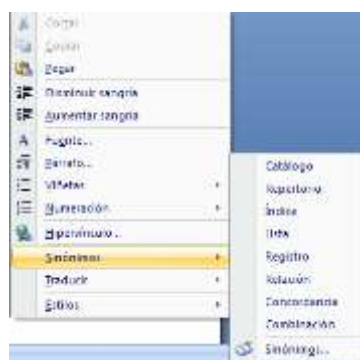 Cortar
Copiar
Pegar
Disminuir sangría
Aumentar sangría
Fuente...
Párrafo...
Viñetas
Numeración
Hipervínculo...
Sinónimos
Traducir
Estilos
Catálogo
Repertorio
Índice
Lista
Registro
Relación
Concordancia
Combinación
Sinónimos...